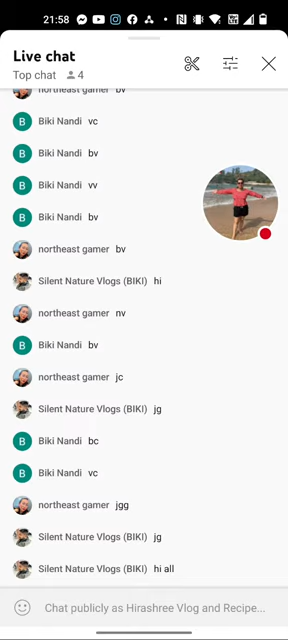 21:58
Live chat
Top chat 4
northeast gamer bv
Biki Nandi vc
Biki Nandi bv
Biki Nandi vv
Biki Nandi bv
northeast gamer bv
Silent Nature Vlogs (BIKI) hi
northeast gamer nv
Biki Nandi bv
northeast gamer jc
Silent Nature Vlogs (BIKI) jg
Biki Nandi bc
Biki Nandi vc
northeast gamer jgg
Silent Nature Vlogs (BIKI) jg
Silent Nature Vlogs (BIKI) hi all
Chat publicly as Hirashree Vlog and Recipe...